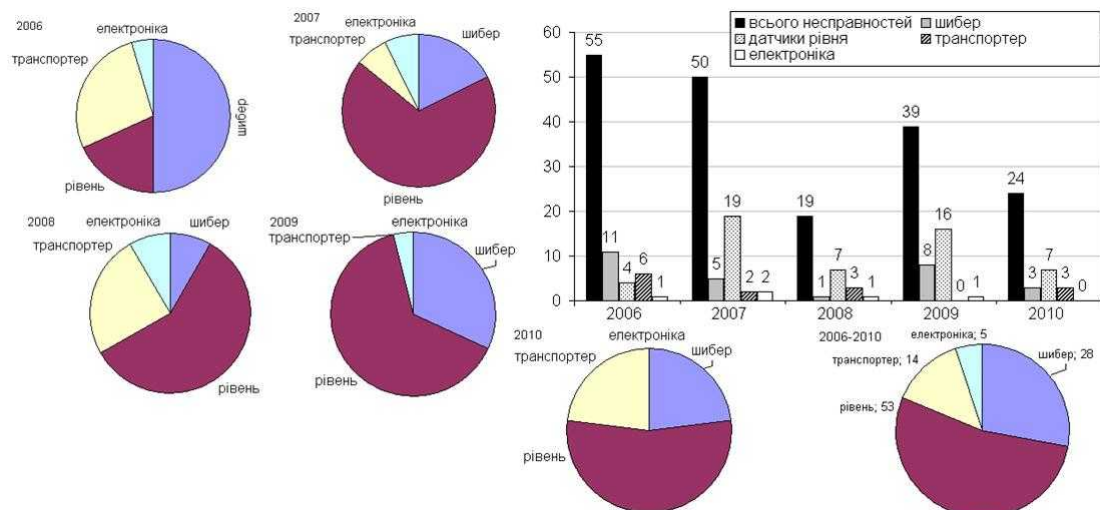 2006
електроніка
транспортер
шибер
рівень
2007
електроніка
транспортер
шибер
рівень
2008
електроніка
шибер
транспортер
рівень
2009
електроніка
транспортер
шибер
рівень
всього несправностей шибер
датчики рівня транспортер
електроніка
60
50
40
30
20
10
0
55 11 4 6 1
50 5 19 2 2
19 1 7 3 1
39 8 16 0 1
24 3 7 3 0
2006 2007 2008 2009 2010
2010
електроніка
транспортер
шибер
рівень
2006-2010
електроніка; 5
транспортер; 14
шибер; 28
рівень; 53